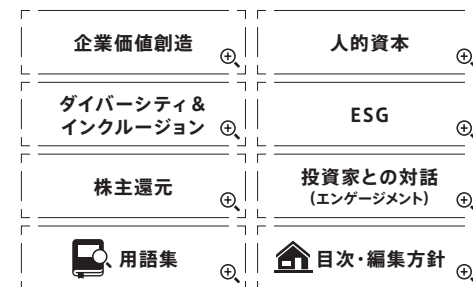 企業価値創造
人的資本
ダイバーシティ＆
インクルージョン
ESG
株主還元
投資家との対話
(エンゲージメント)
用語集
目次・編集方針